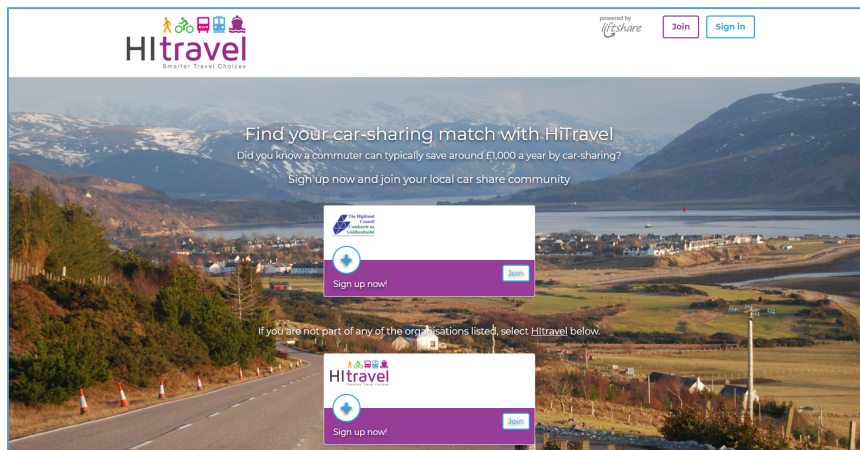 HItravel
Smarter Travel Choices
powered by
liftshare
Join
Sign in
Find your car-sharing match with HiTravel
Did you know a commuter can typically save around £1,000 a year by car-sharing?
Sign up now and join your local car share community
The Highland
Council
Comhairle na
Gàidhealtachd
Join
Sign up now!
If you are not part of any of the organisations listed, select HItravel below.
HItravel
Smarter Travel Choices
Join
Sign up now!